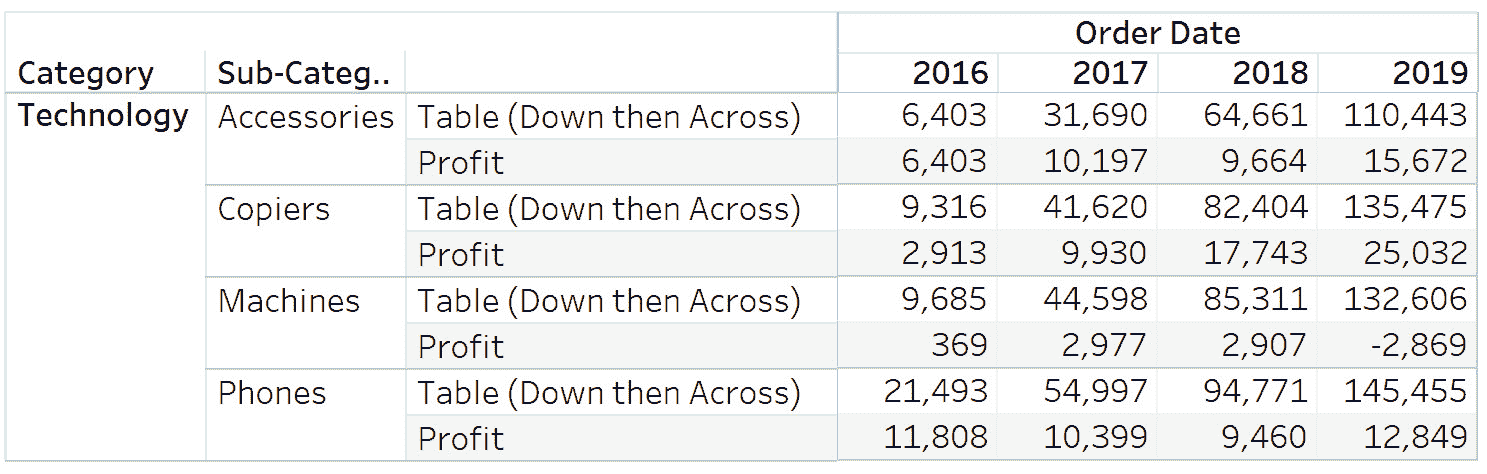 Order Date
Category Sub-Categ.. 2016 2017 2018 2019
Technology Accessories Table (Down then Across) 6,403 31,690 64,661 110,443
Profit 6,403 10,197 9,664 15,672
Copiers Table (Down then Across) 9,316 41,620 82,404 135,475
Profit 2,913 9,930 17,743 25,032
Machines Table (Down then Across) 9,685 44,598 85,311 132,606
Profit 369 2,977 2,907 -2,869
Phones Table (Down then Across) 21,493 54,997 94,771 145,455
Profit 11,808 10,399 9,460 12,849